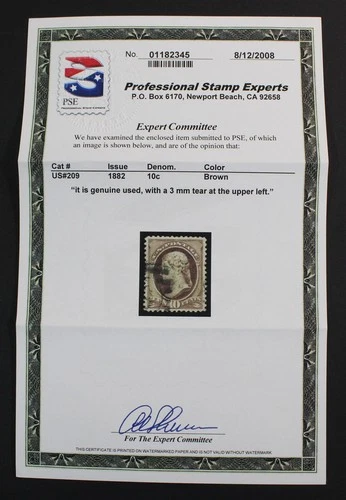 No. 01182345 8/12/2008
PSE
Professional Stamp Experts
P.O. Box 6170, Newport Beach, CA 92658
Expert Committee
We have examined the enclosed item submitted to PSE, of which
an image is shown below, and are of the opinion that:
Cat # Issue Denom. Color
US#209 1882 10c Brown
"it is genuine used, with a 3 mm tear at the upper left."
10
For The Expert Committee
THIS CERTIFICATE IS PRINTED ON WATERMARKED PAPER AND IS NOT VALID WITHOUT WATERMARK